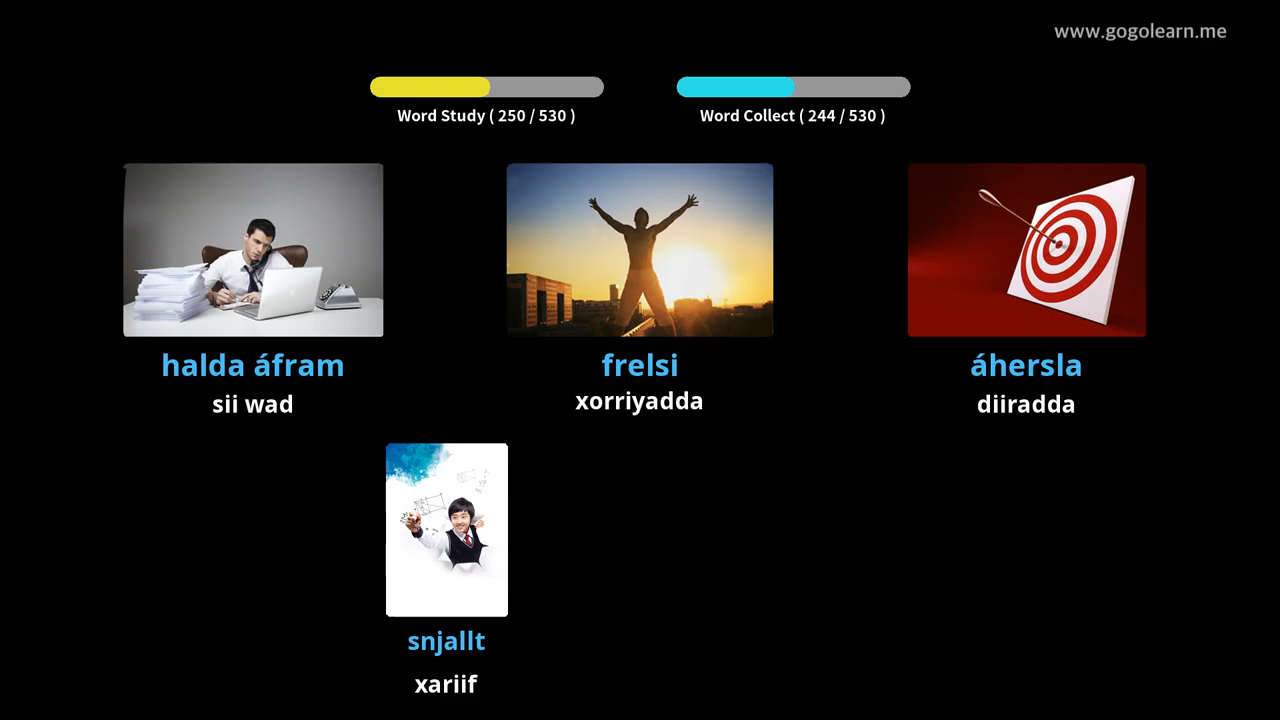 www.gogolearn.me
Word Study ( 250 / 530 )
Word Collect ( 244 / 530 )
halda áfram
sii wad
frelsi
xorriyadda
áhersla
diiradda
snjallt
xariif